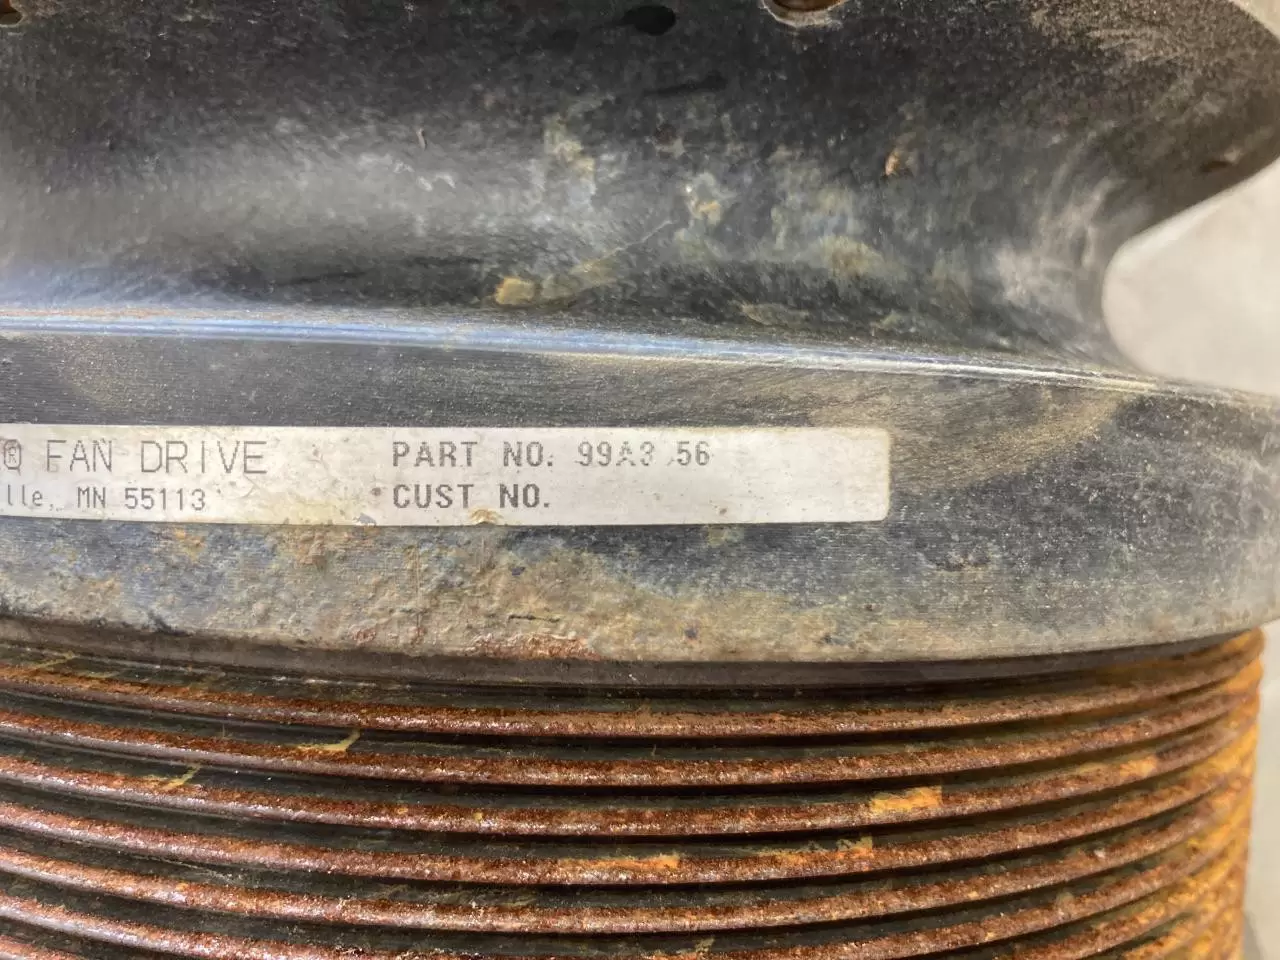 ® FAN DRIVE PART NO. 99A3 56
lle, MN 55113 CUST NO.